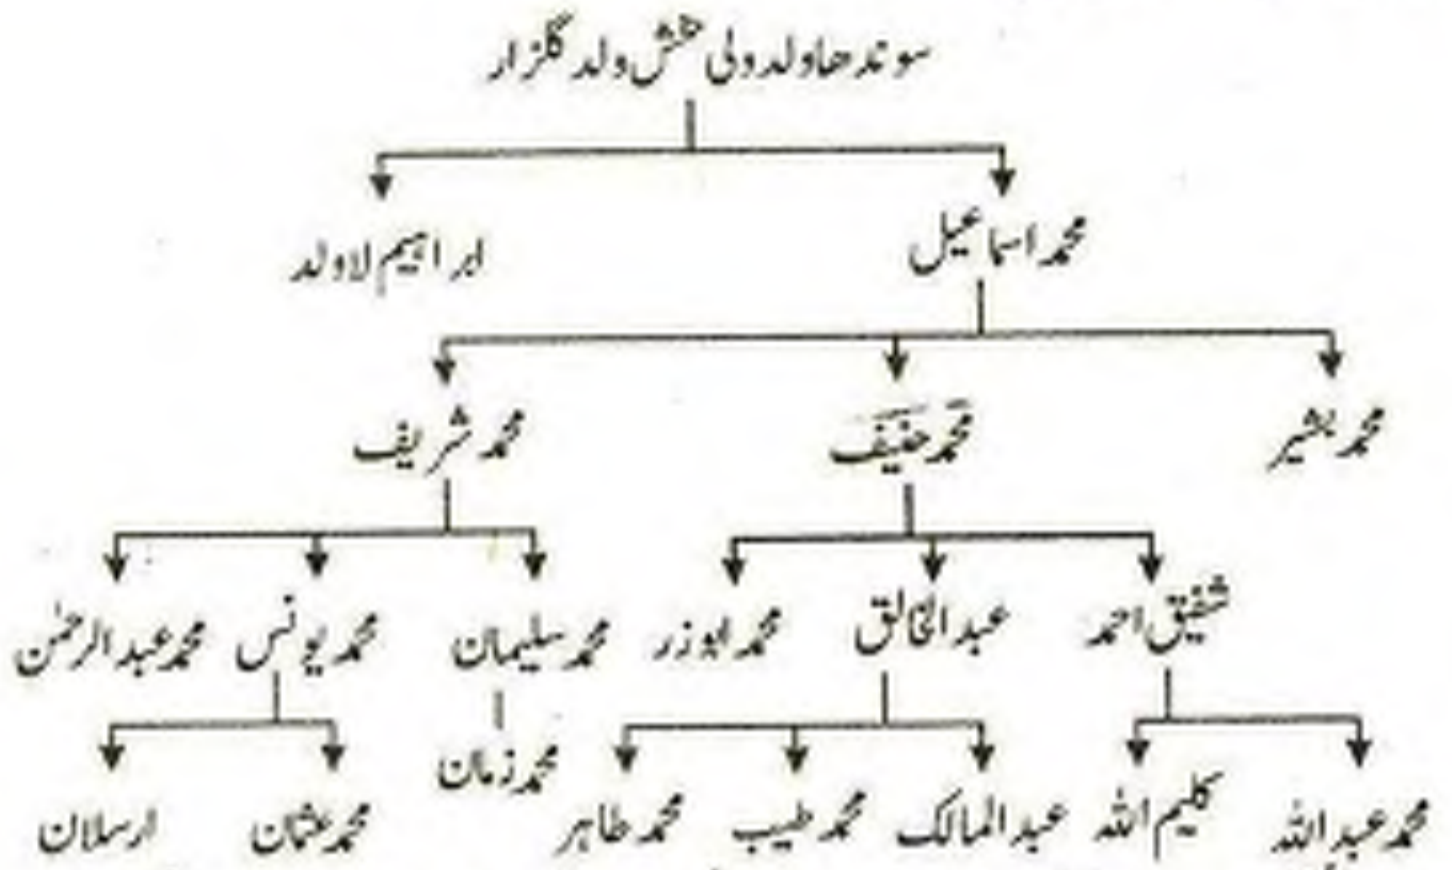 سوندھا ولد ولی بخش ولد گلزار
محمد اسماعیل ابراہیم لاولد
محمد بشیر محمد حنیف محمد شریف
شفیق احمد عبدالخالق محمد ابوزر محمد سلیمان محمد یونس محمد عبدالرحمٰن
محمد زمان
محمد عبداللہ کلیم اللہ عبدالمالک محمد طیب محمد طاہر محمد عثمان ارسلان